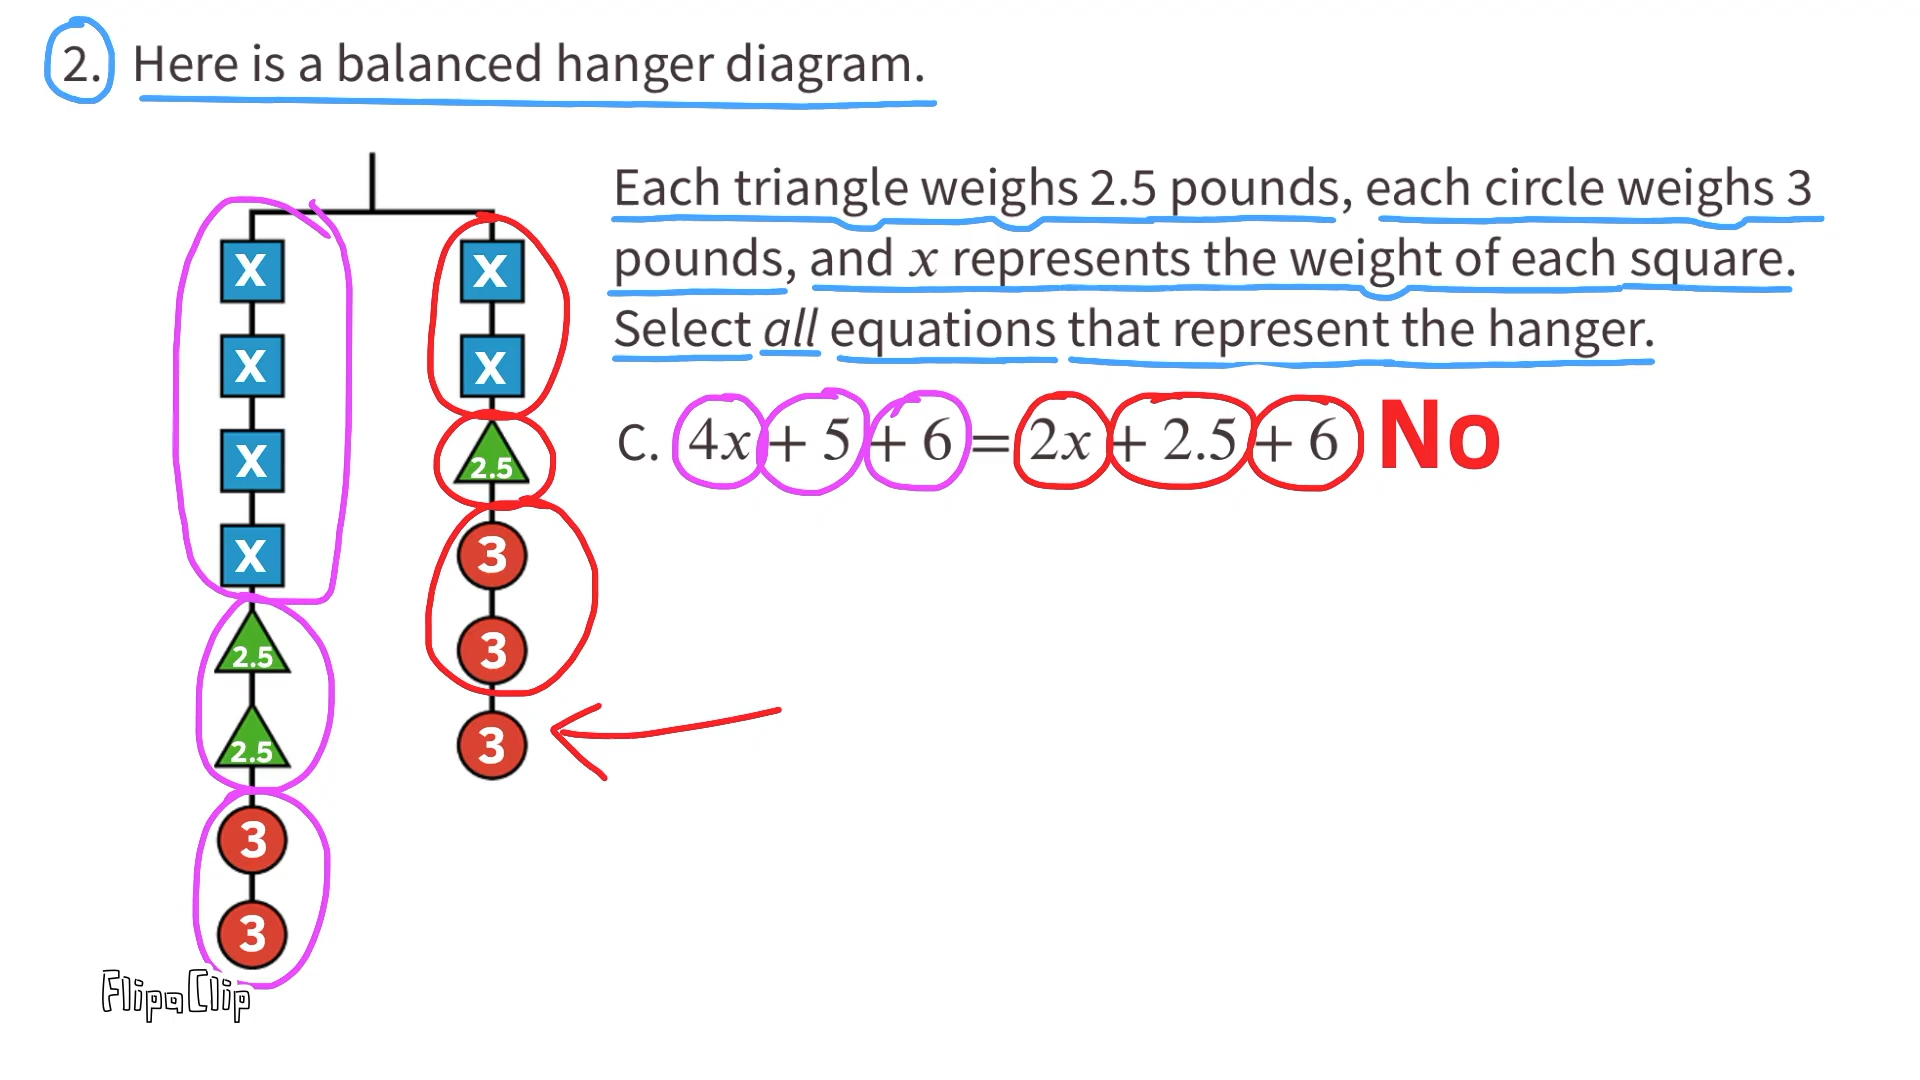 2. Here is a balanced hanger diagram.
Each triangle weighs 2.5 pounds, each circle weighs 3
pounds, and x represents the weight of each square.
Select all equations that represent the hanger.
C. 4x + 5 + 6 = 2x + 2.5 + 6 No
X
X
X
X
2.5
2.5
3
3
X
X
2.5
3
3
3
FlipaClip